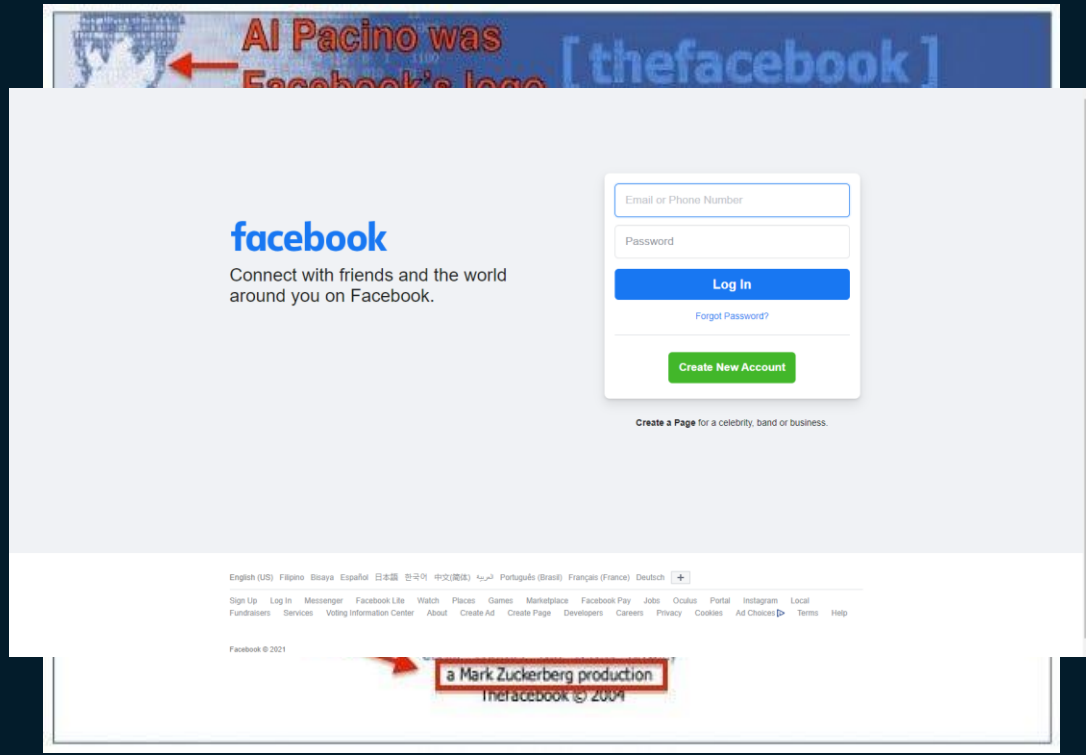 Al Pacino was
Facebook's logo
[ thefacebook ]
facebook
Connect with friends and the world
around you on Facebook.
Email or Phone Number
Password
Log In
Forgot Password?
Create New Account
Create a Page for a celebrity, band or business.
English (US) Filipino Bisaya Español 日本語 한국어 中文(简体) العربية Português (Brasil) Français (France) Deutsch +
Sign Up Log In Messenger Facebook Lite Watch Places Games Marketplace Facebook Pay Jobs Oculus Portal Instagram Local
Fundraisers Services Voting Information Center About Create Ad Create Page Developers Careers Privacy Cookies Ad Choices Terms Help
Facebook © 2021
a Mark Zuckerberg production
Thefacebook © 2004